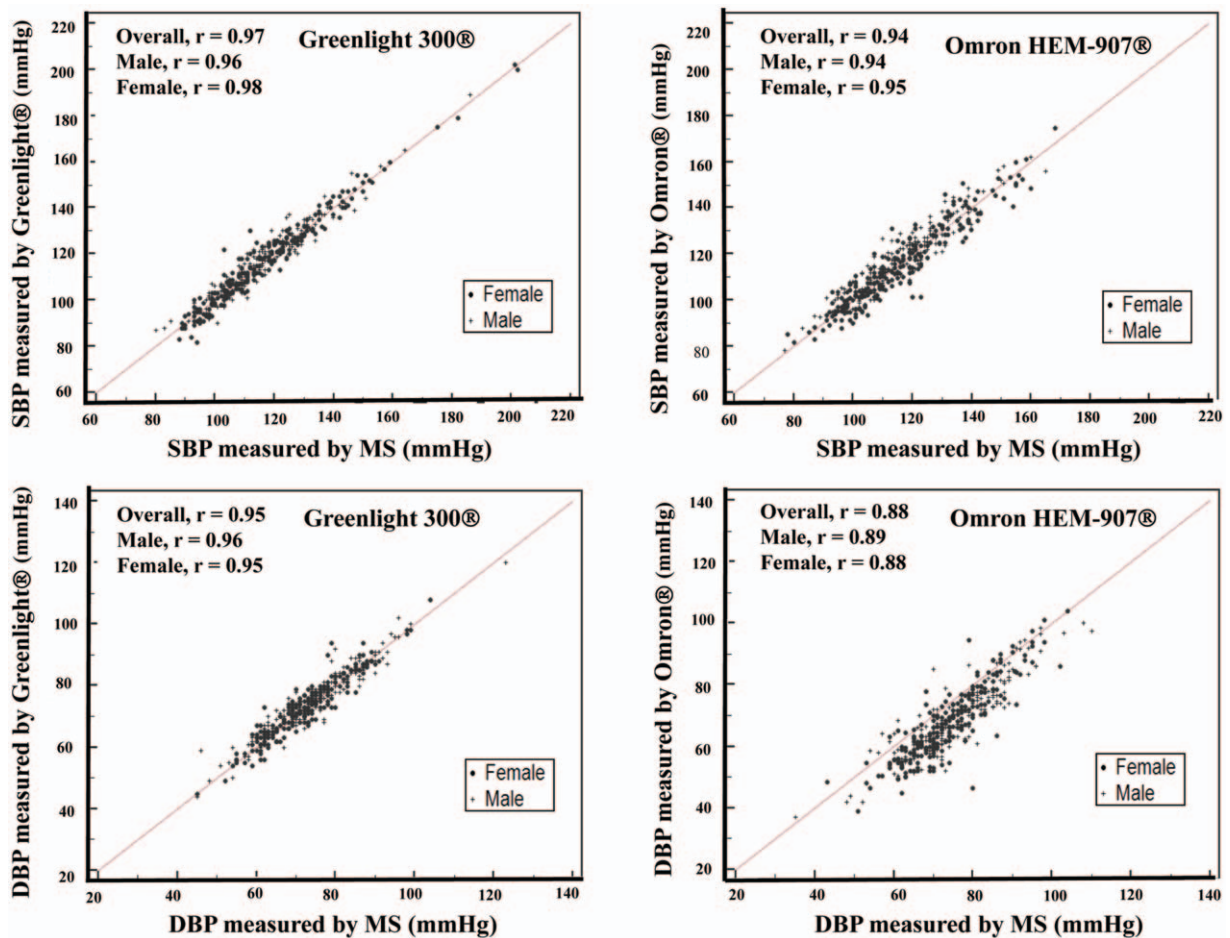 Overall, r = 0.97
Male, r = 0.96
Female, r = 0.98
Greenlight 300®
SBP measured by Greenlight® (mmHg)
220
200
180
160
140
120
100
80
60
Female
Male
60 80 100 120 140 160 180 200 220
SBP measured by MS (mmHg)
Overall, r = 0.94
Male, r = 0.94
Female, r = 0.95
Omron HEM-907®
SBP measured by Omron® (mmHg)
220
200
180
160
140
120
100
80
60
Female
Male
60 80 100 120 140 160 180 200 220
SBP measured by MS (mmHg)
Overall, r = 0.95
Male, r = 0.96
Female, r = 0.95
Greenlight 300®
DBP measured by Greenlight® (mmHg)
140
120
100
80
60
40
20
Female
Male
20 40 60 80 100 120 140
DBP measured by MS (mmHg)
Overall, r = 0.88
Male, r = 0.89
Female, r = 0.88
Omron HEM-907®
DBP measured by Omron® (mmHg)
140
120
100
80
60
40
20
Female
Male
20 40 60 80 100 120 140
DBP measured by MS (mmHg)